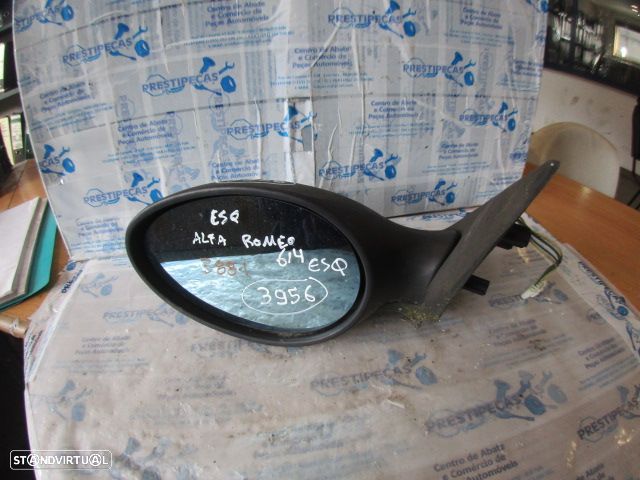 PRESTIPEÇAS
Centro de Abate
e Comércio de
Peças Automóveis
ESQ
ALFA ROMEO
614 ESQ
3956
STANDVIRTUAL